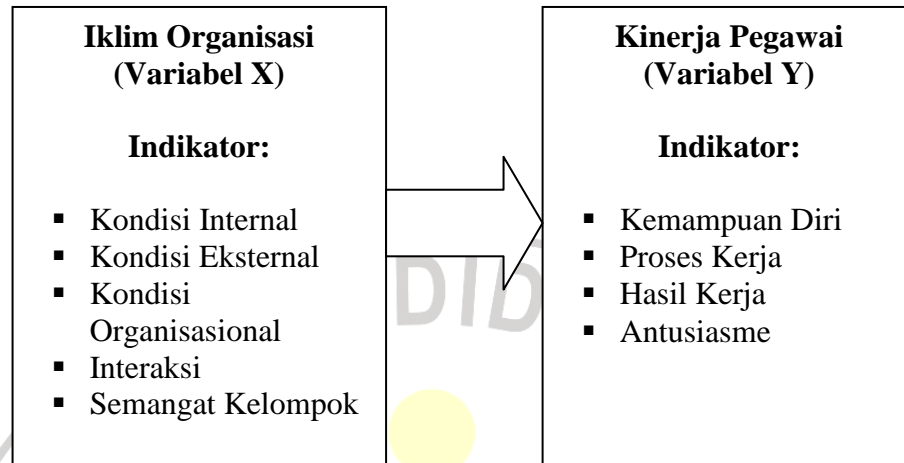 Iklim Organisasi
(Variabel X)
Indikator:
▪ Kondisi Internal
▪ Kondisi Eksternal
▪ Kondisi
Organisasional
▪ Interaksi
▪ Semangat Kelompok
Kinerja Pegawai
(Variabel Y)
Indikator:
▪ Kemampuan Diri
▪ Proses Kerja
▪ Hasil Kerja
▪ Antusiasme